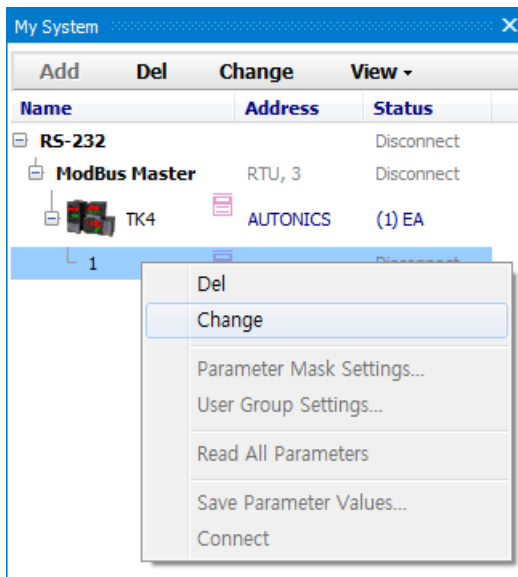 My System
Add Del Change View
Name Address Status
RS-232 Disconnect
ModBus Master RTU, 3 Disconnect
TK4 AUTONICS (1) EA
1 Disconnect
Del
Change
Parameter Mask Settings...
User Group Settings...
Read All Parameters
Save Parameter Values...
Connect